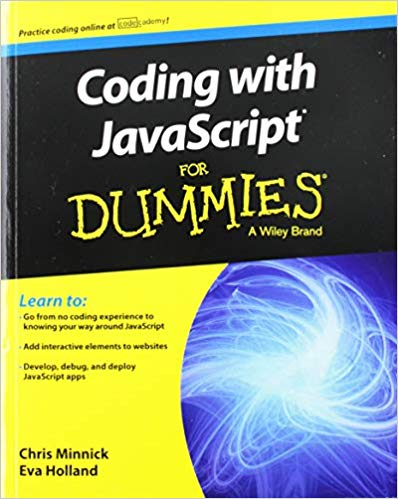 Practice coding online at codecademy!
Coding with
JavaScript®
FOR
DUMMIES®
A Wiley Brand
Learn to:
• Go from no coding experience to
knowing your way around JavaScript
• Add interactive elements to websites
• Develop, debug, and deploy
JavaScript apps
Chris Minnick
Eva Holland